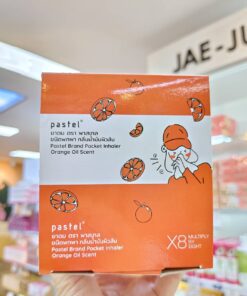 JAE-JU
pastel
ยาดม ตรา พาสเทล
ชนิดพกพา กลิ่นน้ำมันผิวส้ม
Pastel Brand Pocket Inhaler
Orange Oil Scent
pastel
ยาดม ตรา พาสเทล
ชนิดพกพา กลิ่นน้ำมันผิวส้ม
Pastel Brand Pocket Inhaler
Orange Oil Scent
X8 MULTIPLY
BY
EIGHT